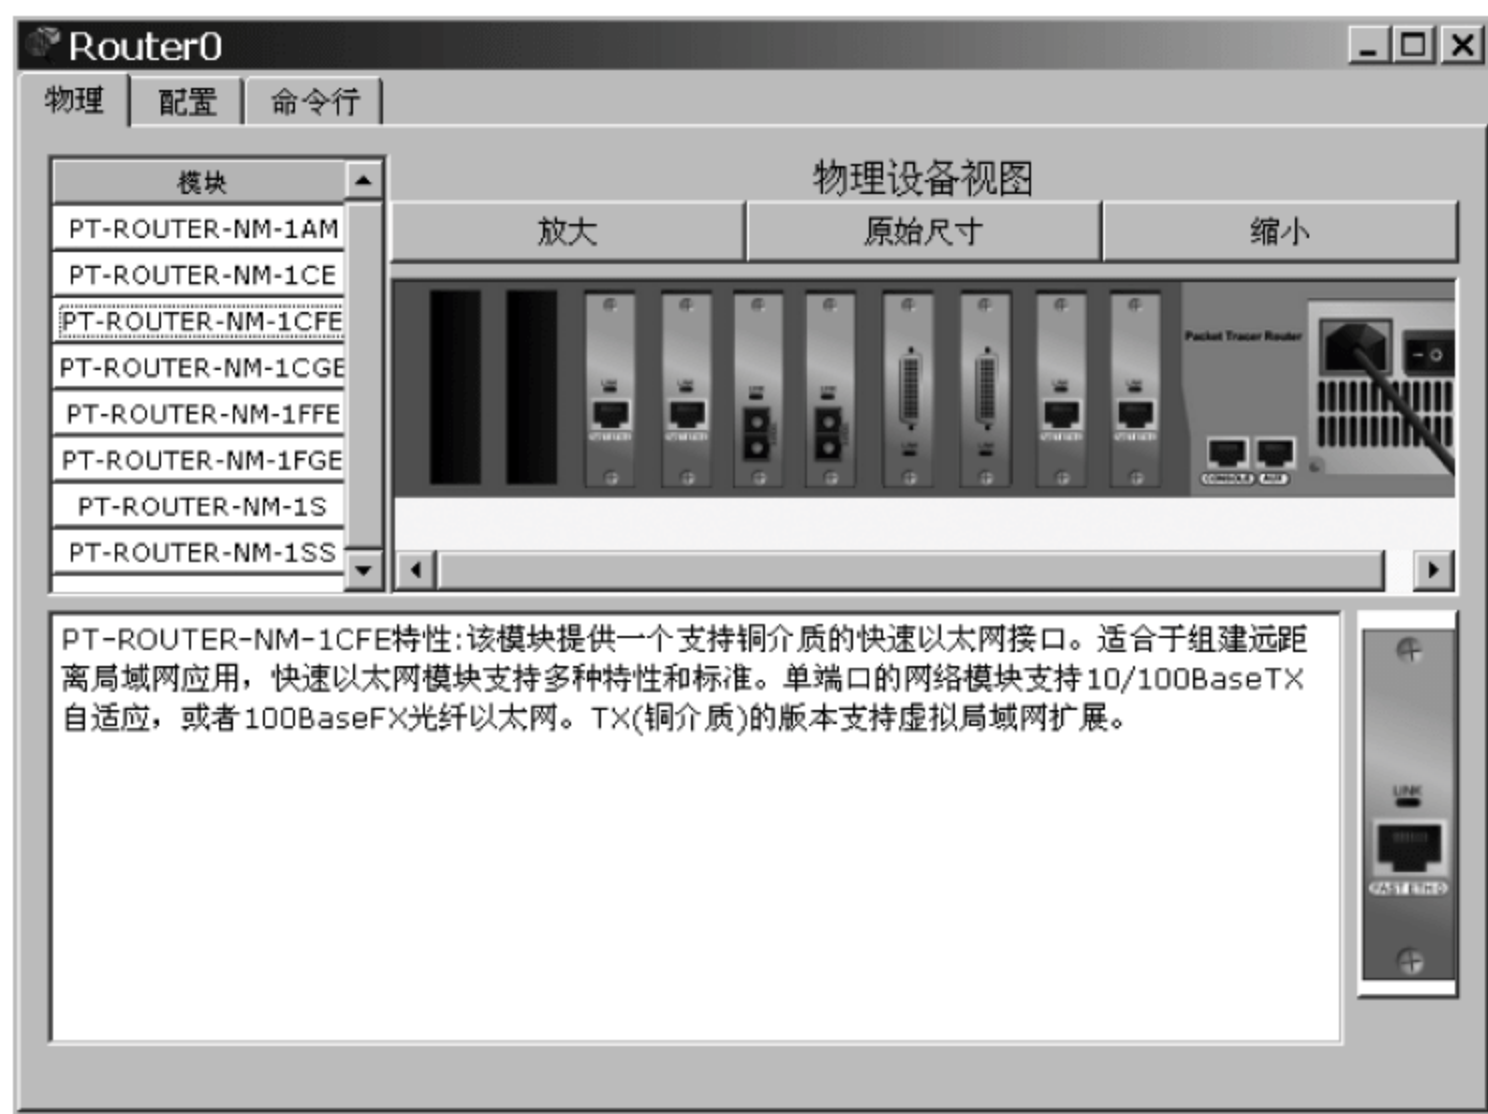 Router0
物理 配置 命令行
模块
PT-ROUTER-NM-1AM
PT-ROUTER-NM-1CE
PT-ROUTER-NM-1CFE
PT-ROUTER-NM-1CGE
PT-ROUTER-NM-1FFE
PT-ROUTER-NM-1FGE
PT-ROUTER-NM-1S
PT-ROUTER-NM-1SS
物理设备视图
放大 原始尺寸 缩小
Packet Tracer Router
CONSOLE AUX
PT-ROUTER-NM-1CFE特性:该模块提供一个支持铜介质的快速以太网接口。适合于组建远距
离局域网应用，快速以太网模块支持多种特性和标准。单端口的网络模块支持10/100BaseTX
自适应，或者100BaseFX光纤以太网。TX(铜介质)的版本支持虚拟局域网扩展。
LINK
FAST ETH 0